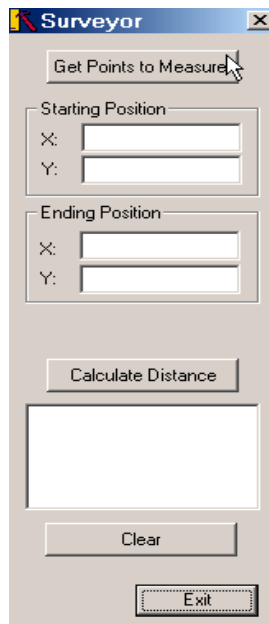 Surveyor
Get Points to Measure
Starting Position
X:
Y:
Ending Position
X:
Y:
Calculate Distance
Clear
Exit